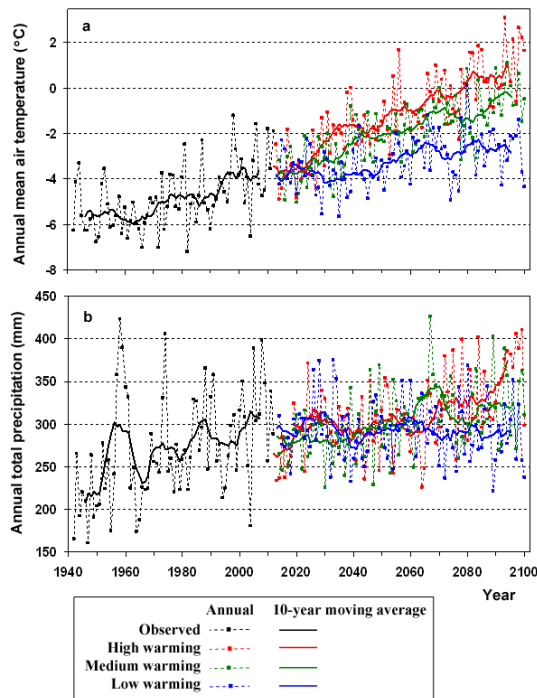 a
Annual mean air temperature (°C)
2
0
-2
-4
-6
-8
b
Annual total precipitation (mm)
450
400
350
300
250
200
150
1940 1960 1980 2000 2020 2040 2060 2080 2100
Year
Annual 10-year moving average
Observed
High warming
Medium warming
Low warming